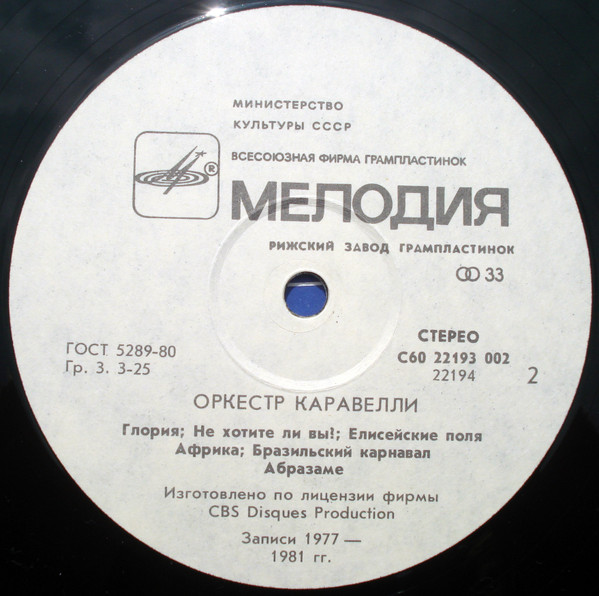 МИНИСТЕРСТВО
КУЛЬТУРЫ СССР
ВСЕСОЮЗНАЯ ФИРМА ГРАМПЛАСТИНОК
®
МЕЛОДИЯ
РИЖСКИЙ ЗАВОД ГРАМПЛАСТИНОК
33
ГОСТ 5289-80
Гр. 3. 3-25
СТЕРЕО
С60 22193 002
22194
2
ОРКЕСТР КАРАВЕЛЛИ
Глория; Не хотите ли вы!; Елисейские поля
Африка; Бразильский карнавал
Абразаме
Изготовлено по лицензии фирмы
CBS Disques Production
Записи 1977 —
1981 гг.